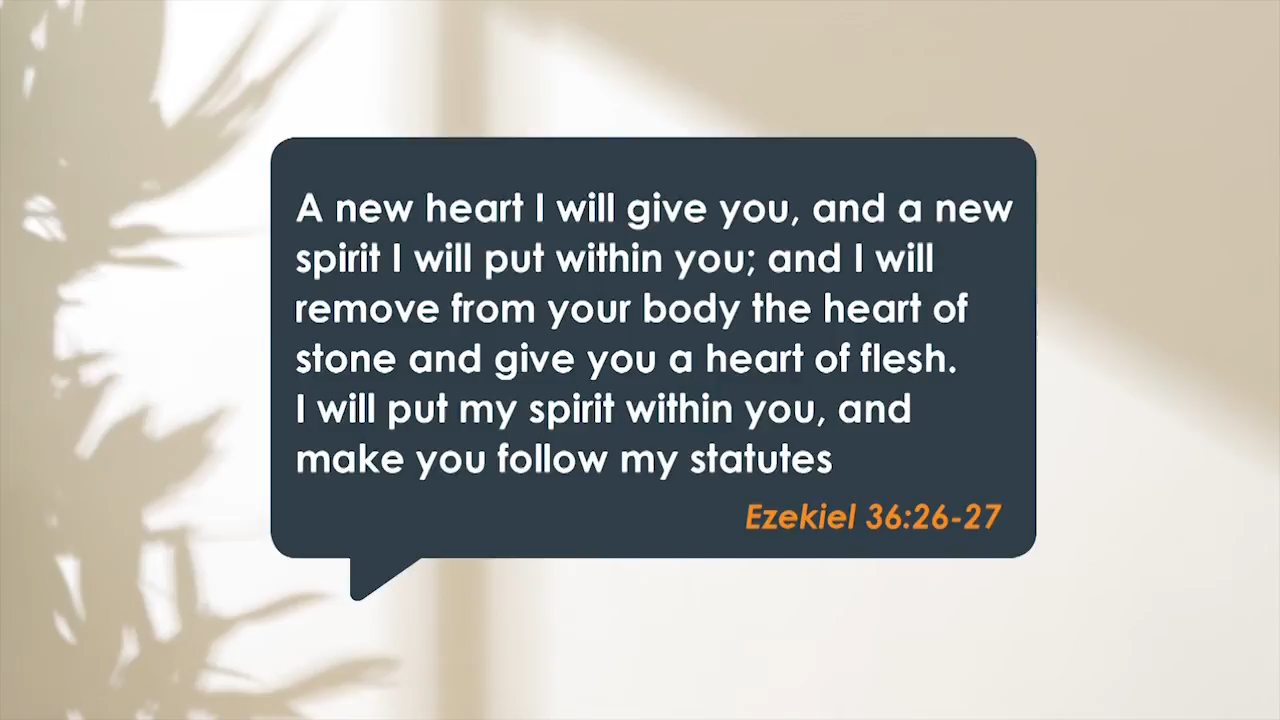 A new heart I will give you, and a new
spirit I will put within you; and I will
remove from your body the heart of
stone and give you a heart of flesh.
I will put my spirit within you, and
make you follow my statutes
Ezekiel 36:26-27